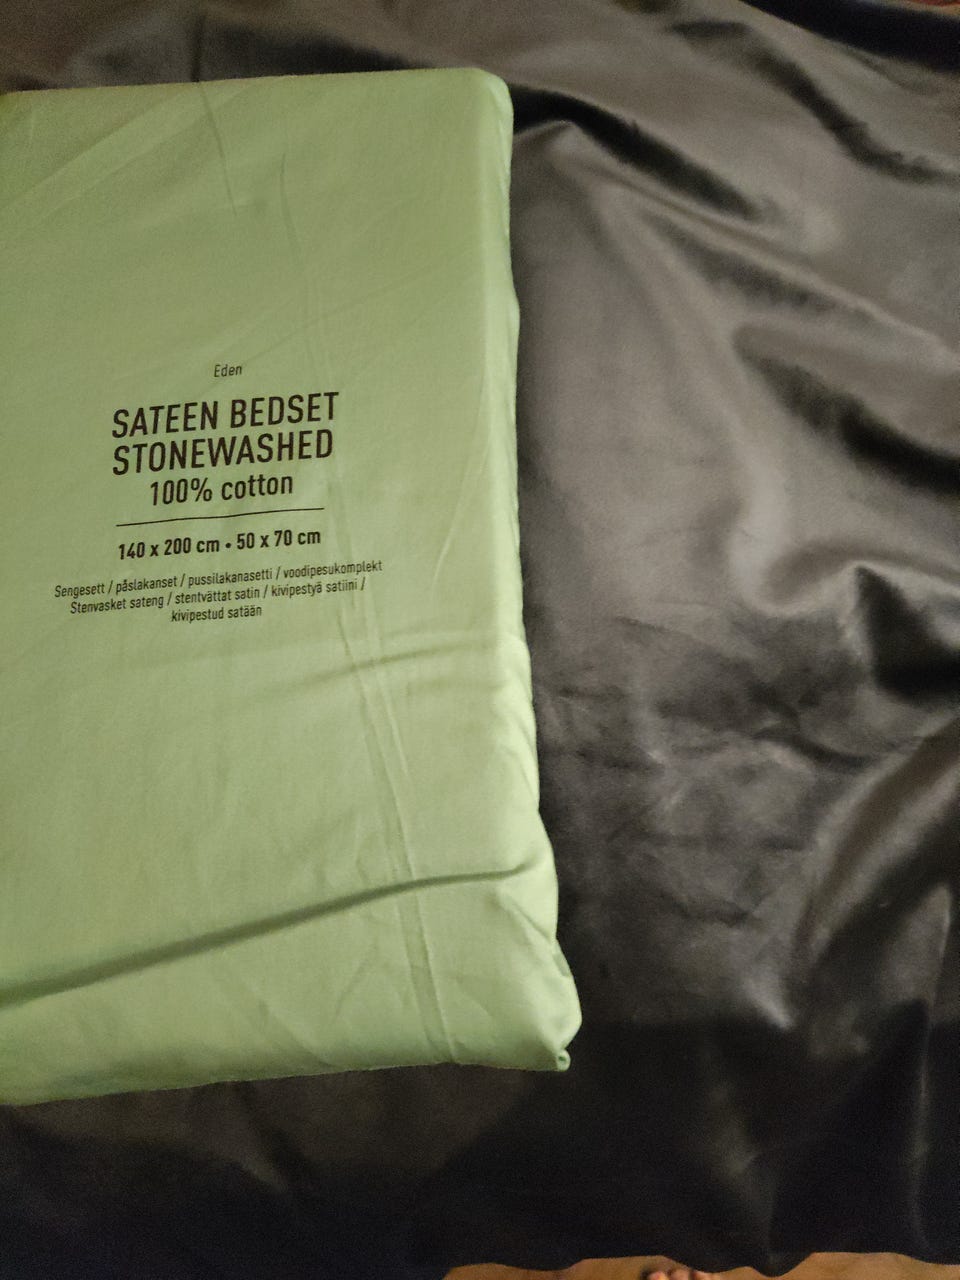 Eden
SATEEN BEDSET
STONEWASHED
100% cotton
140 x 200 cm • 50 x 70 cm
Sengesett / påslakanset / pussilakanasetti / voodipesukomplekt
Stenvasket sateng / stentvättat satin / kivipestyä satiini /
kivipestud satään